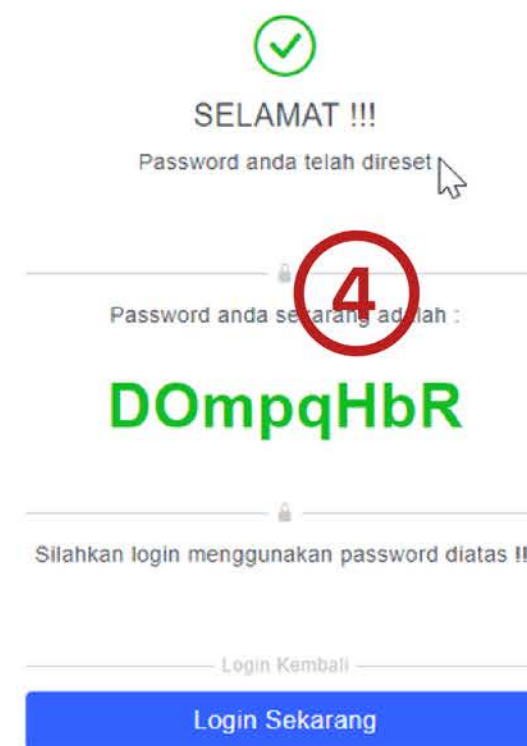 SELAMAT !!!
Password anda telah direset
4
Password anda sekarang adalah :
DOmpqHbR
Silahkan login menggunakan password diatas !!
Login Kembali
Login Sekarang